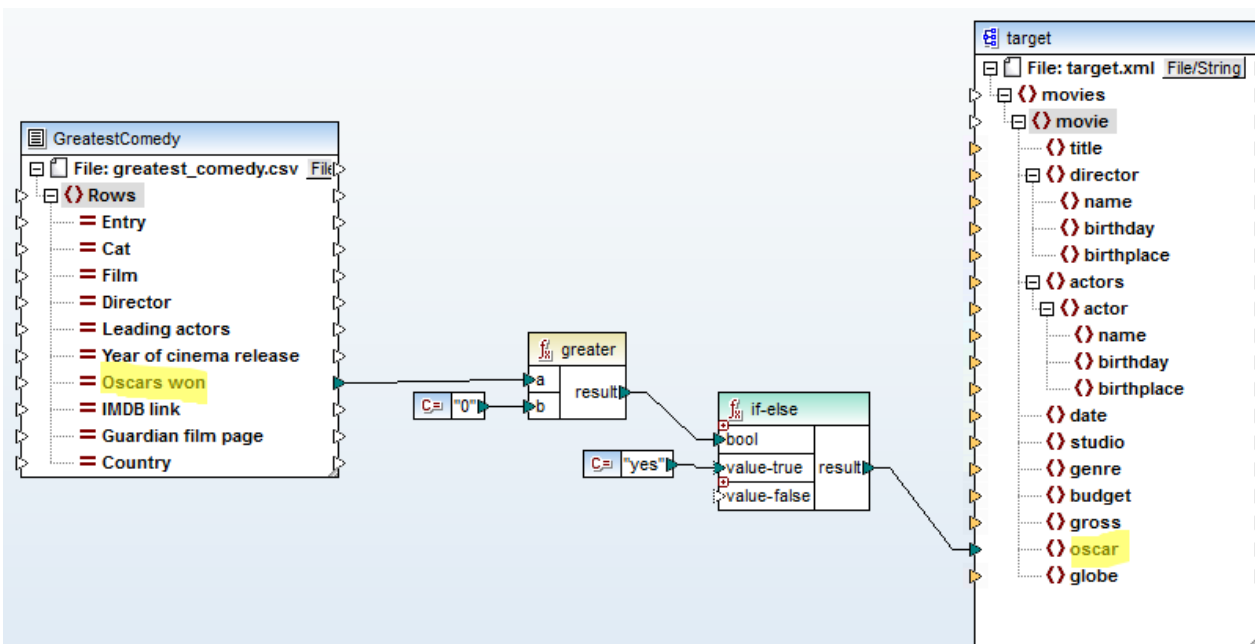 GreatestComedy
File: greatest_comedy.csv File
Rows
Entry
Cat
Film
Director
Leading actors
Year of cinema release
Oscars won
IMDB link
Guardian film page
Country
greater
a
b
result
C= "0"
C= "yes"
if-else
bool
value-true
value-false
result
target
File: target.xml File/String
movies
movie
title
director
name
birthday
birthplace
actors
actor
name
birthday
birthplace
date
studio
genre
budget
gross
oscar
globe